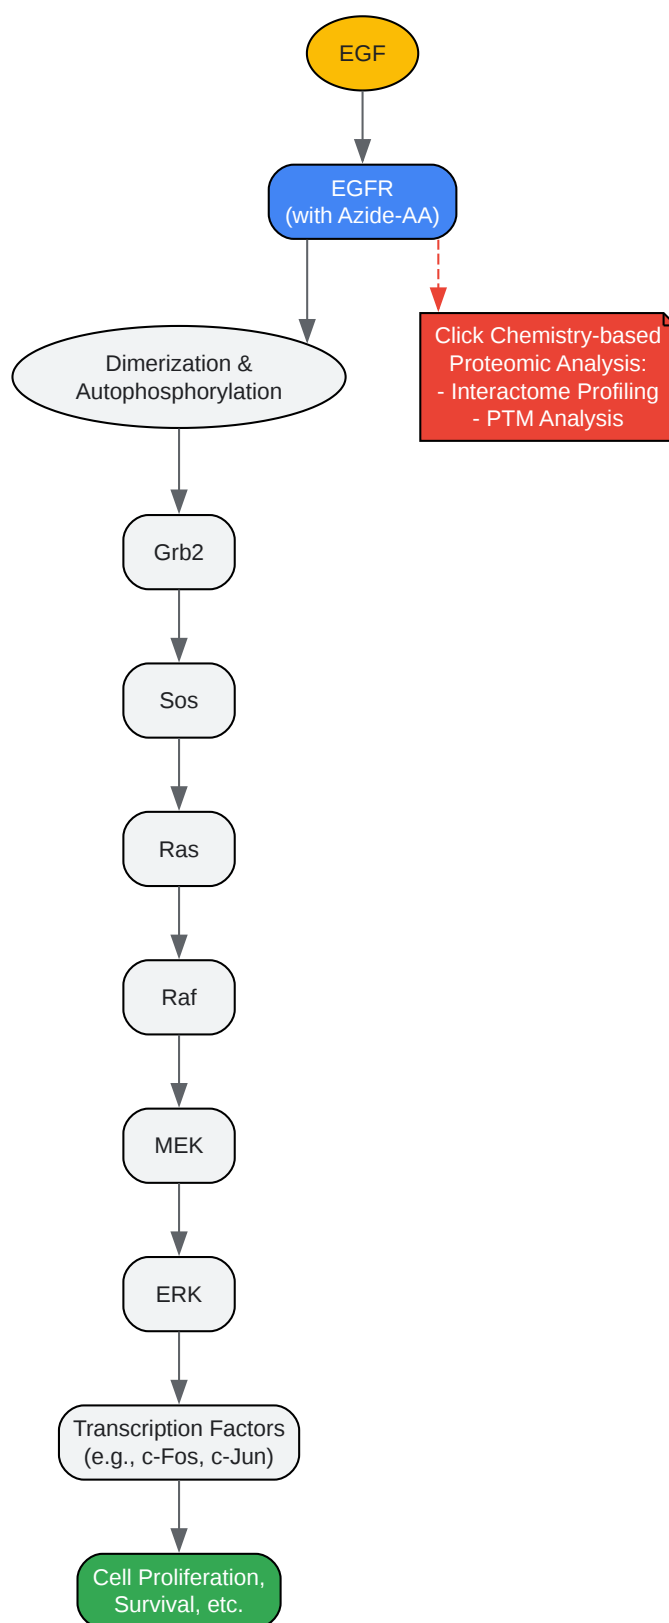 EGF
EGFR
(with Azide-AA)
Click Chemistry-based
Proteomic Analysis:
- Interactome Profiling
- PTM Analysis
Dimerization &
Autophosphorylation
Grb2
Sos
Ras
Raf
MEK
ERK
Transcription Factors
(e.g., c-Fos, c-Jun)
Cell Proliferation,
Survival, etc.